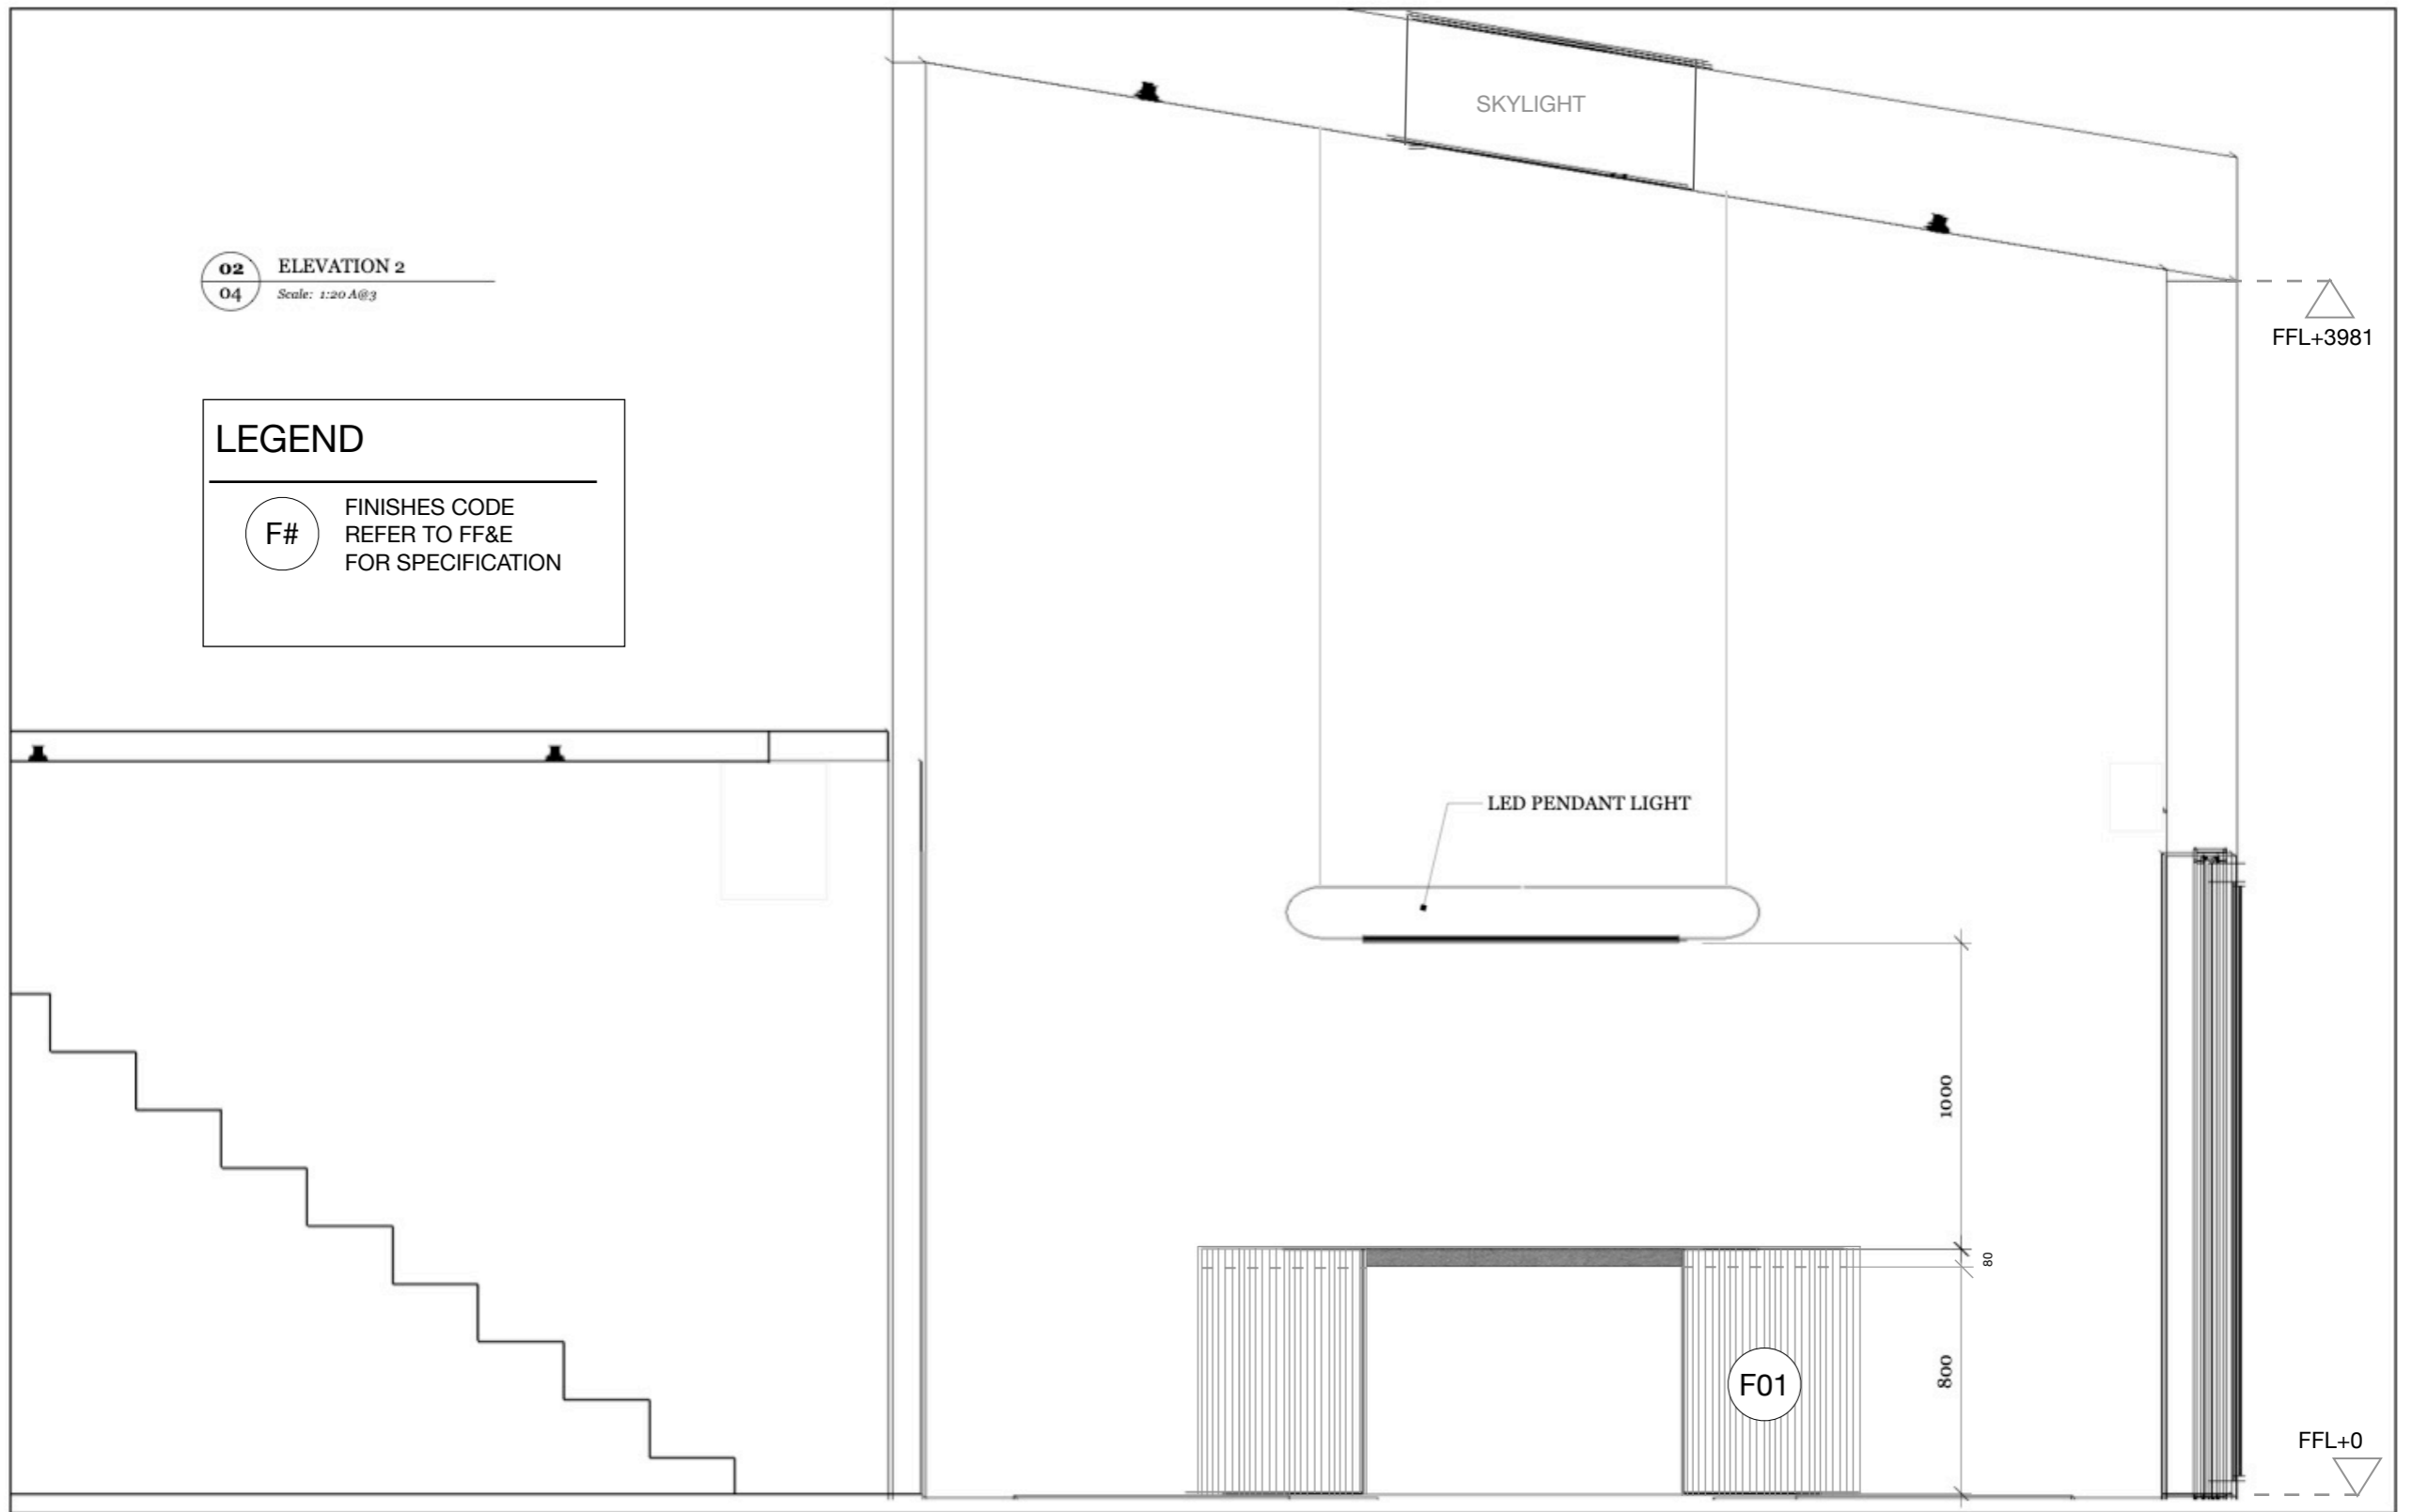 SKYLIGHT
02
ELEVATION 2
04
Scale: 1:20 A@3
FFL+3981
LEGEND
F#
FINISHES CODE
REFER TO FF&E
FOR SPECIFICATION
LED PENDANT LIGHT
1000
80
800
F01
FFL+0